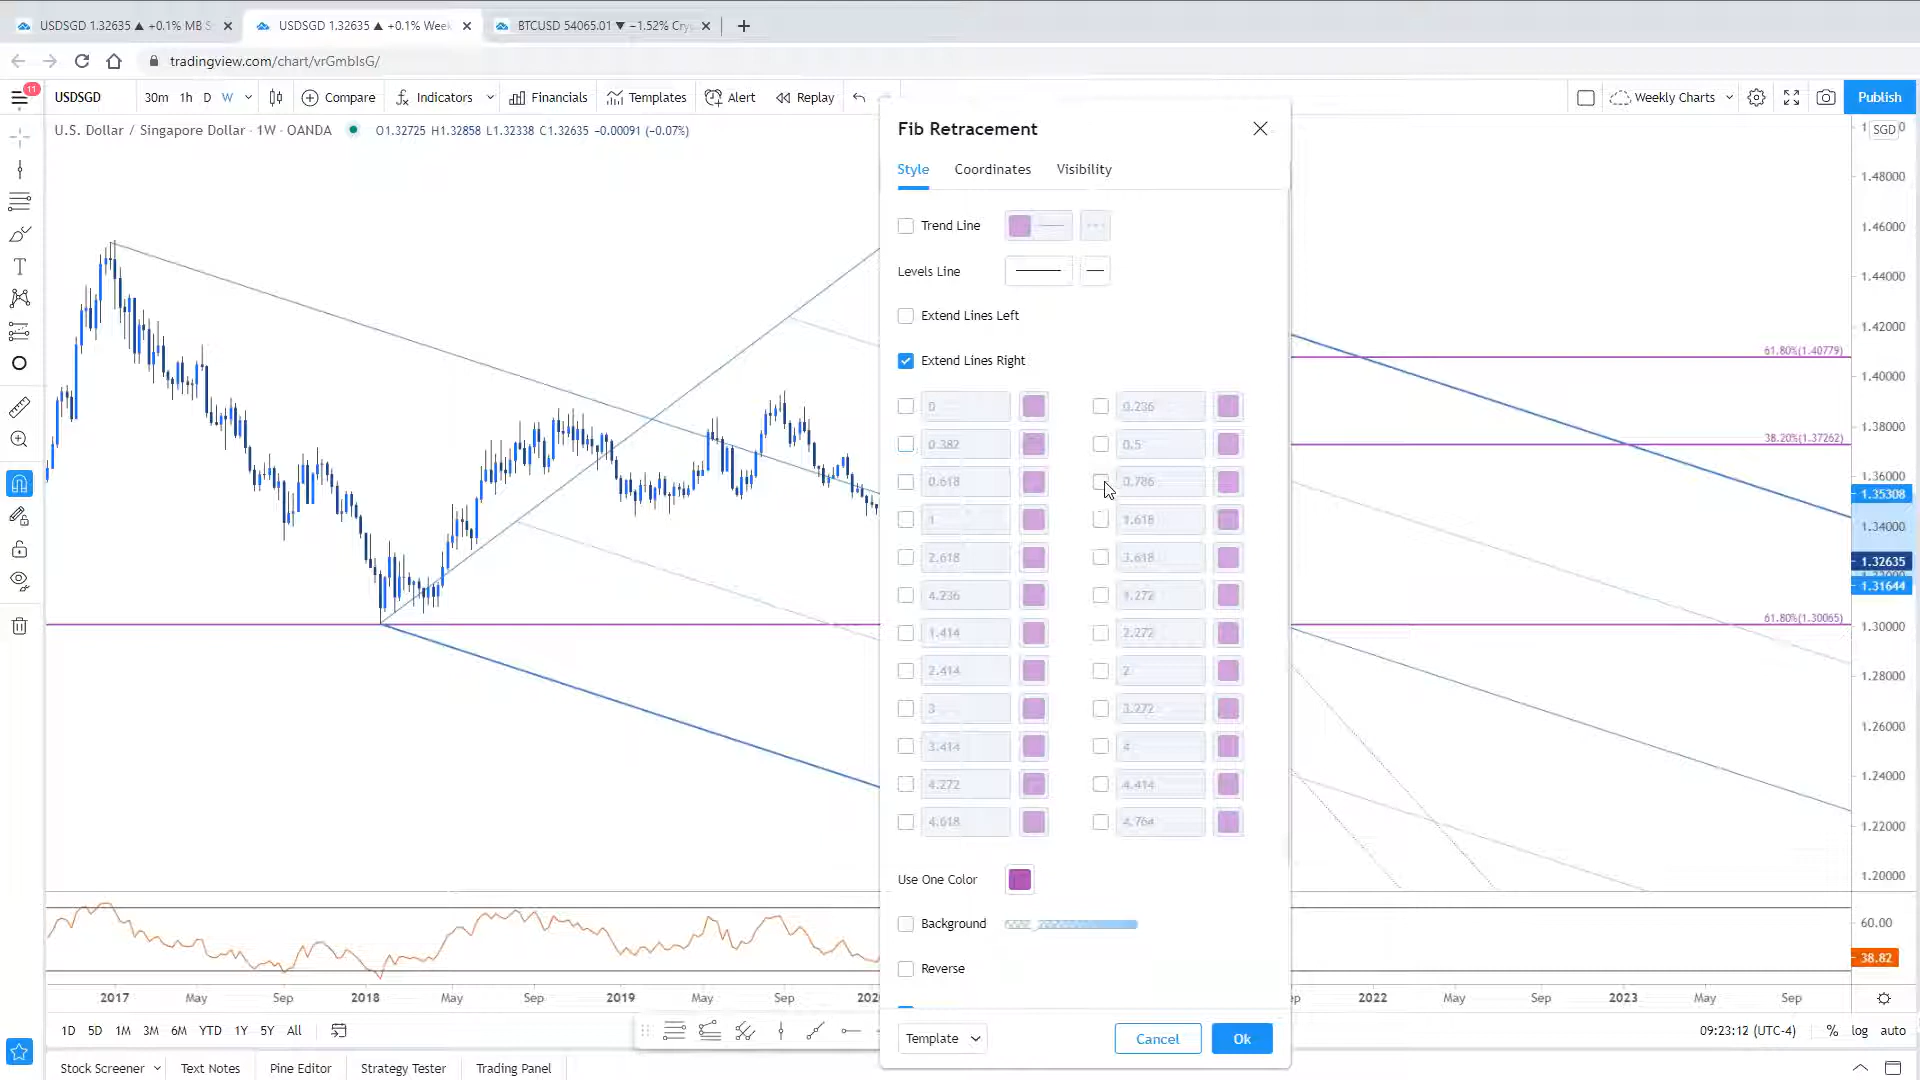 USDSGD 1.32635 ▲ +0.1% MB S
USDSGD 1.32635 ▲ +0.1% Week
BTCUSD 54065.01 ▼ −1.52% Cry
tradingview.com/chart/vrGmbIsG/
11
USDSGD 30m 1h D W Compare Indicators Financials Templates Alert Replay Weekly Charts Publish
U.S. Dollar / Singapore Dollar · 1W · OANDA O1.32725 H1.32858 L1.32338 C1.32635 −0.00091 (−0.07%)
SGD
Fib Retracement
Style Coordinates Visibility
Trend Line
Levels Line
Extend Lines Left
Extend Lines Right
0 0.236
0.382 0.5
0.618 0.786
1 1.618
2.618 3.618
4.236 1.272
1.414 2.272
2.414 2
3 3.272
3.414 4
4.272 4.414
4.618 4.764
Use One Color
Background
Reverse
Template Cancel Ok
61.80%(1.40779)
38.20%(1.37262)
61.80%(1.30065)
1.48000
1.46000
1.44000
1.42000
1.40000
1.38000
1.36000
1.35308
1.34000
1.32635
1.31644
1.30000
1.28000
1.26000
1.24000
1.22000
1.20000
60.00
38.82
2017 May Sep 2018 May Sep 2019 May Sep 2022 May Sep 2023 May Sep
1D 5D 1M 3M 6M YTD 1Y 5Y All
09:23:12 (UTC-4) % log auto
Stock Screener Text Notes Pine Editor Strategy Tester Trading Panel